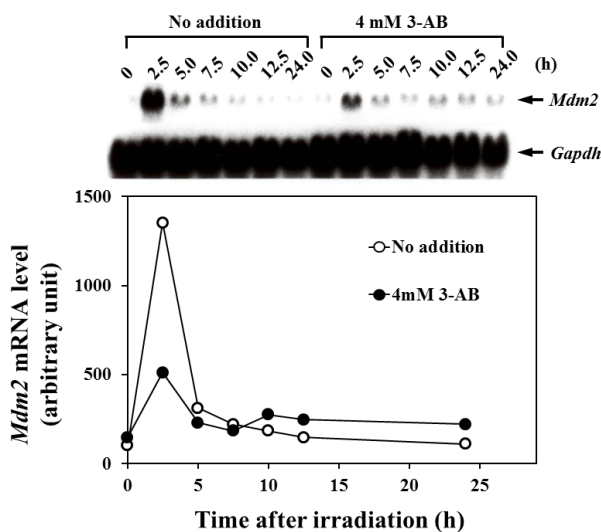 No addition 4 mM 3-AB
0 2.5 5.0 7.5 10.0 12.5 24.0 0 2.5 5.0 7.5 10.0 12.5 24.0 (h)
Mdm2
Gapdh
1500
1000
500
0
No addition
4mM 3-AB
Mdm2 mRNA level
(arbitrary unit)
0 5 10 15 20 25
Time after irradiation (h)